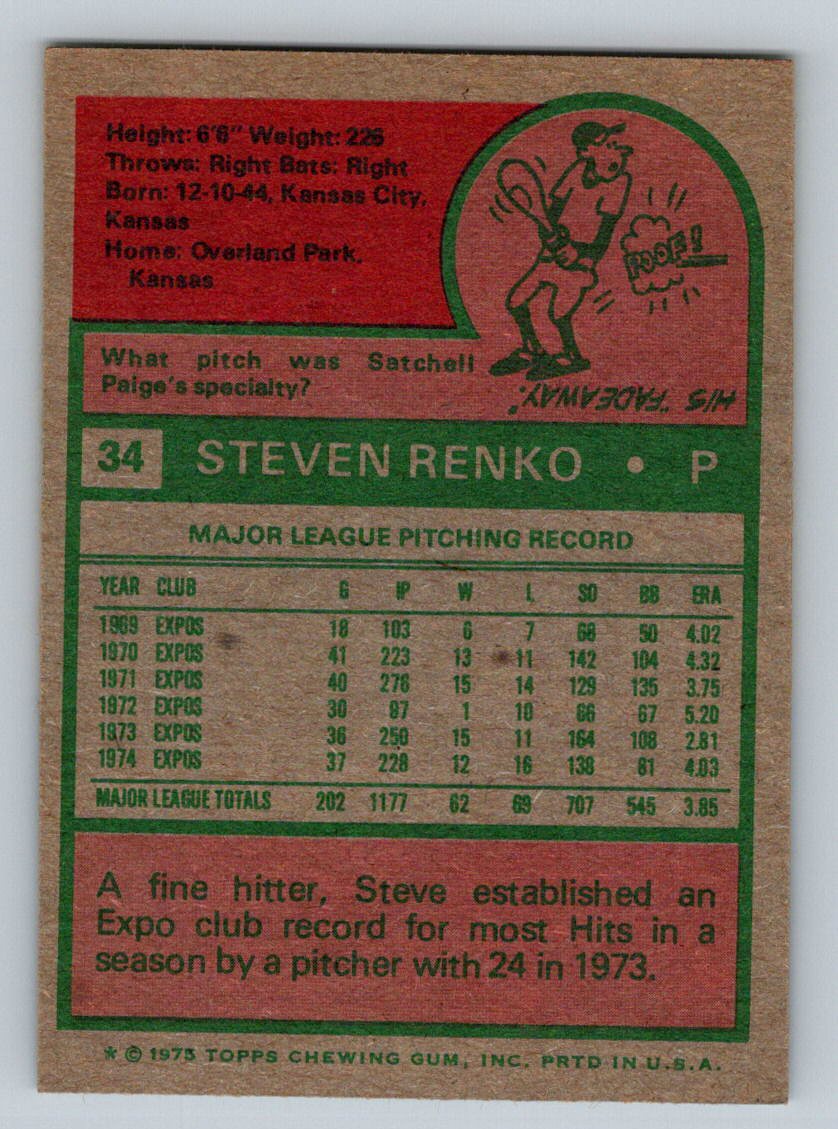 Height: 6'6" Weight: 226
Throws: Right Bats: Right
Born: 12-10-44, Kansas City,
Kansas
Home: Overland Park,
Kansas
POOF!
What pitch was Satchell
Paige's specialty?
HIS "FADEAWAY."
34 STEVEN RENKO • P
MAJOR LEAGUE PITCHING RECORD
YEAR CLUB G IP W L SO BB ERA
1969 EXPOS 18 103 6 7 68 50 4.02
1970 EXPOS 41 223 13 11 142 104 4.32
1971 EXPOS 40 276 15 14 129 135 3.75
1972 EXPOS 30 97 1 10 66 67 5.20
1973 EXPOS 36 250 15 11 164 108 2.81
1974 EXPOS 37 228 12 16 138 81 4.03
MAJOR LEAGUE TOTALS 202 1177 62 69 707 545 3.85
A fine hitter, Steve established an
Expo club record for most Hits in a
season by a pitcher with 24 in 1973.
* © 1975 TOPPS CHEWING GUM, INC. PRTD IN U.S.A.